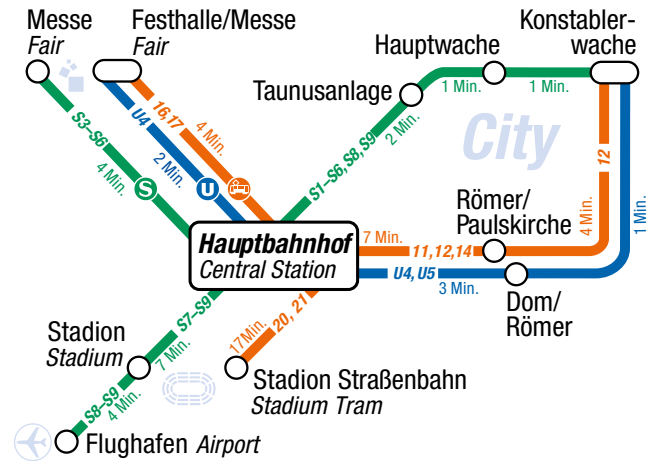 Messe
Fair
Festhalle/Messe
Fair
Konstabler-
wache
Hauptwache
Taunusanlage
1 Min.
1 Min.
2 Min.
S1–S6, S8, S9
City
S3–S6
4 Min.
S
U4
2 Min.
U
16,17
4 Min.
12
4 Min.
1 Min.
Römer/
Paulskirche
Hauptbahnhof
Central Station
7 Min.
11,12,14
U4, U5
3 Min.
Dom/
Römer
S7–S9
7 Min.
20, 21
17Min.
Stadion
Stadium
S8–S9
4 Min.
Stadion Straßenbahn
Stadium Tram
Flughafen Airport